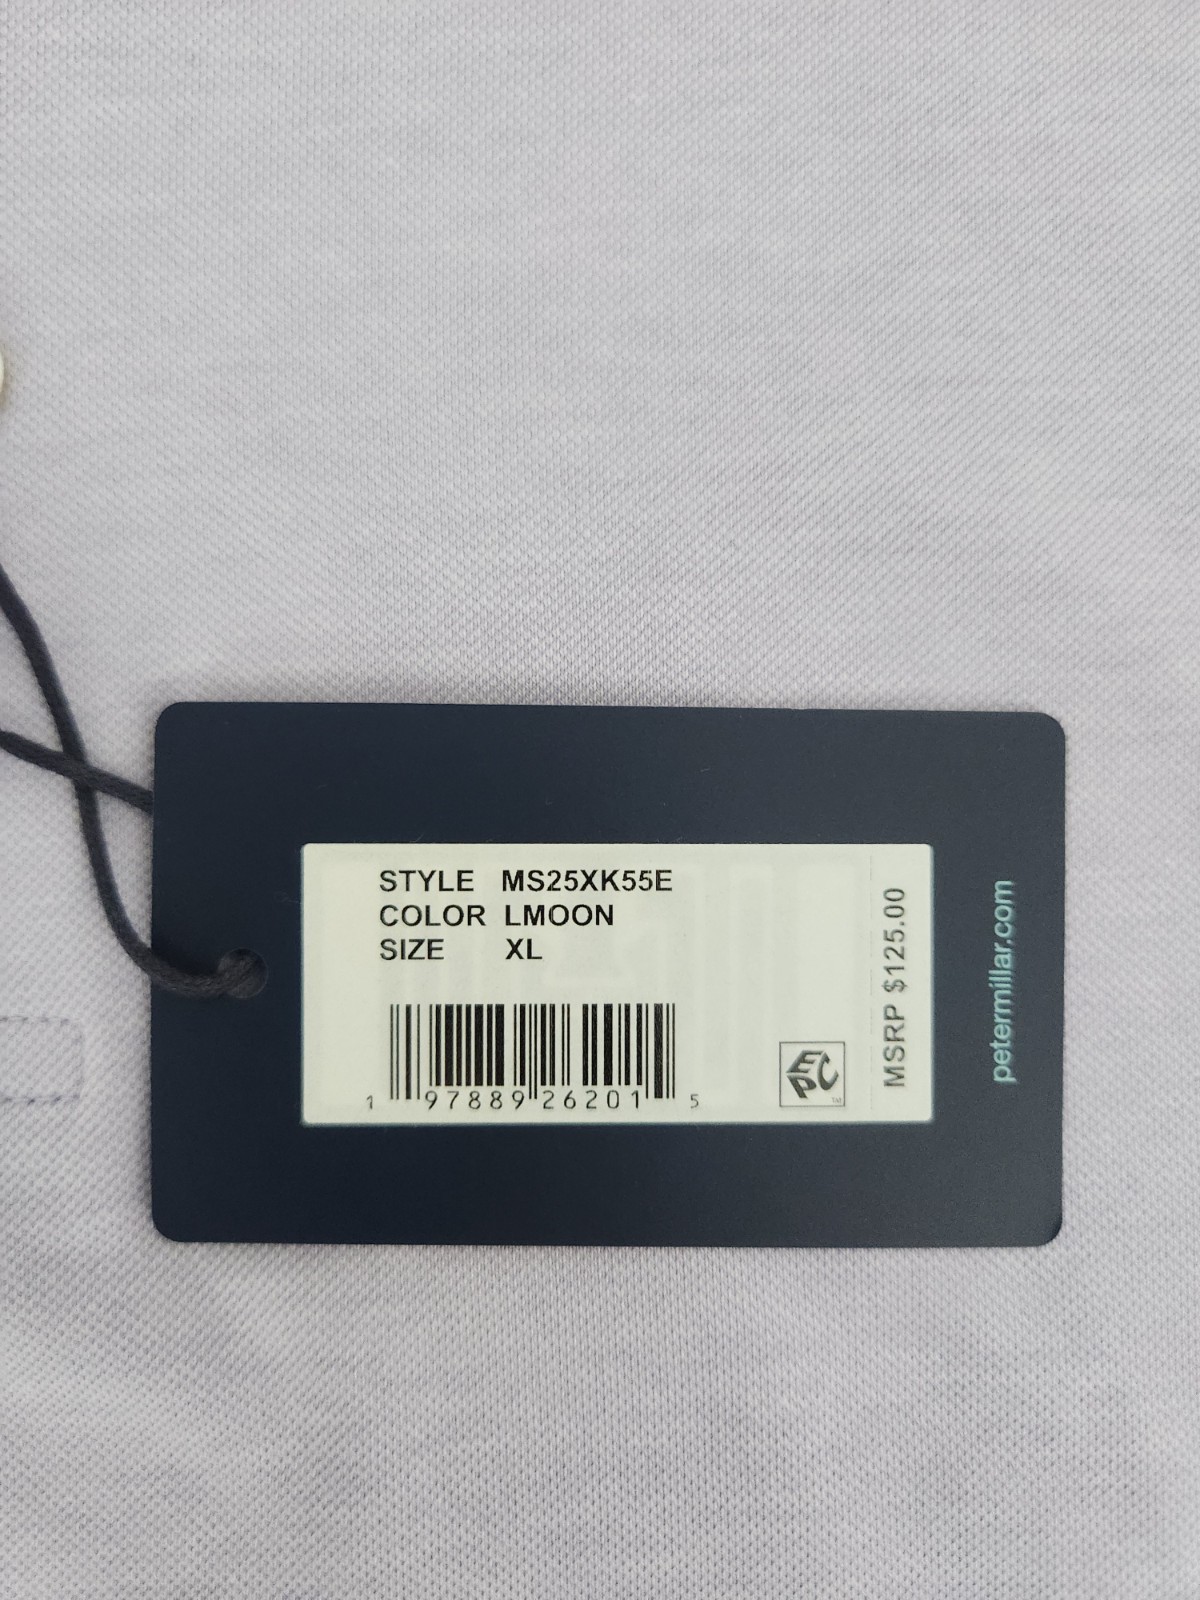 STYLE MS25XK55E
COLOR LMOON
SIZE XL
1 97889 26201 5
EPC
MSRP $125.00
petermillar.com